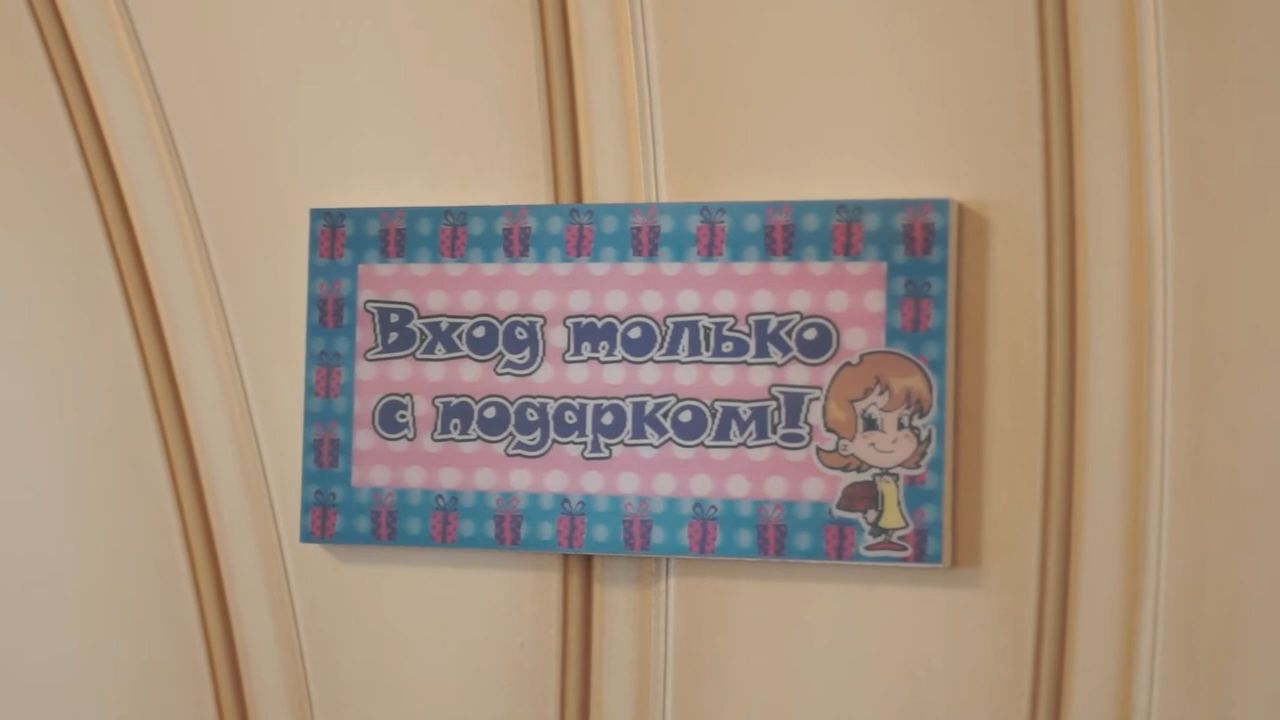 Вход только
с подарком!